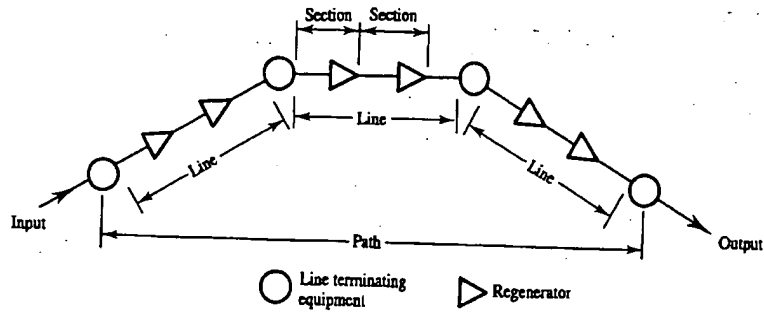 Section
Section
Line
Line
Line
Input
Path
Output
Line terminating
equipment
Regenerator